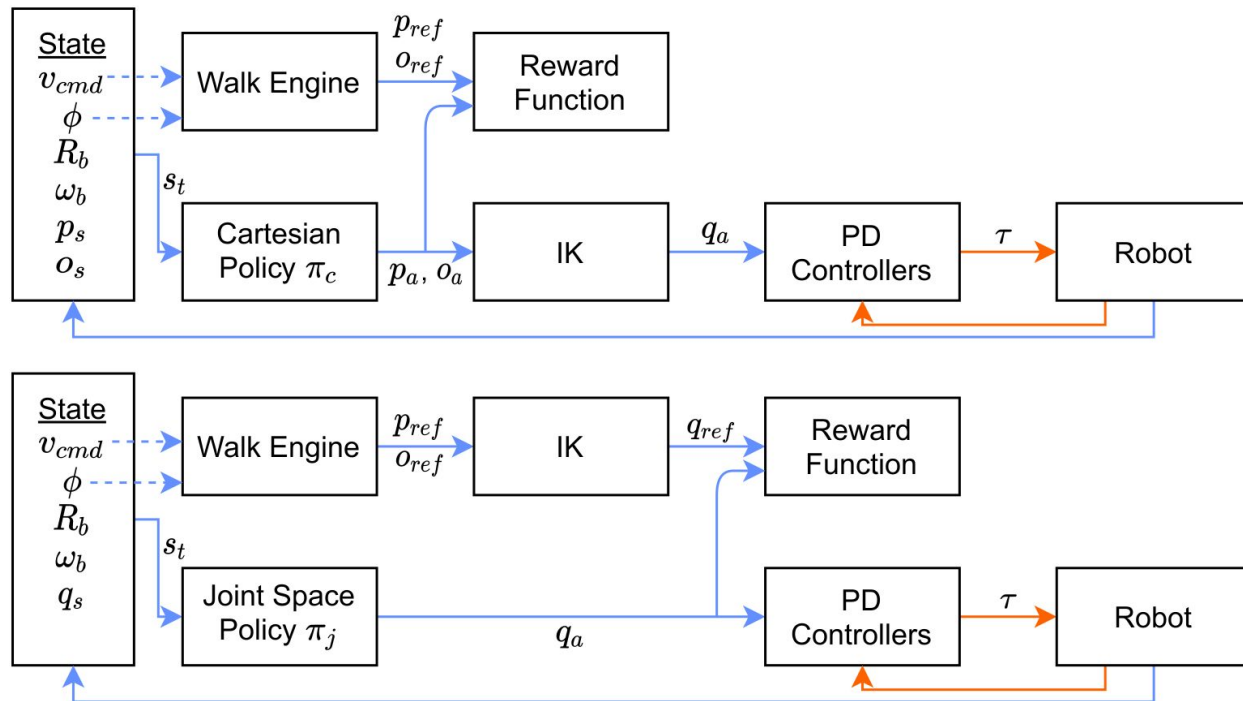 State
v_cmd
ϕ
R_b
ω_b
p_s
o_s
Walk Engine
p_ref
o_ref
Reward
Function
s_t
Cartesian
Policy π_c
p_a, o_a
IK
q_a
PD
Controllers
τ
Robot
State
v_cmd
ϕ
R_b
ω_b
q_s
Walk Engine
p_ref
o_ref
IK
q_ref
Reward
Function
s_t
Joint Space
Policy π_j
q_a
PD
Controllers
τ
Robot